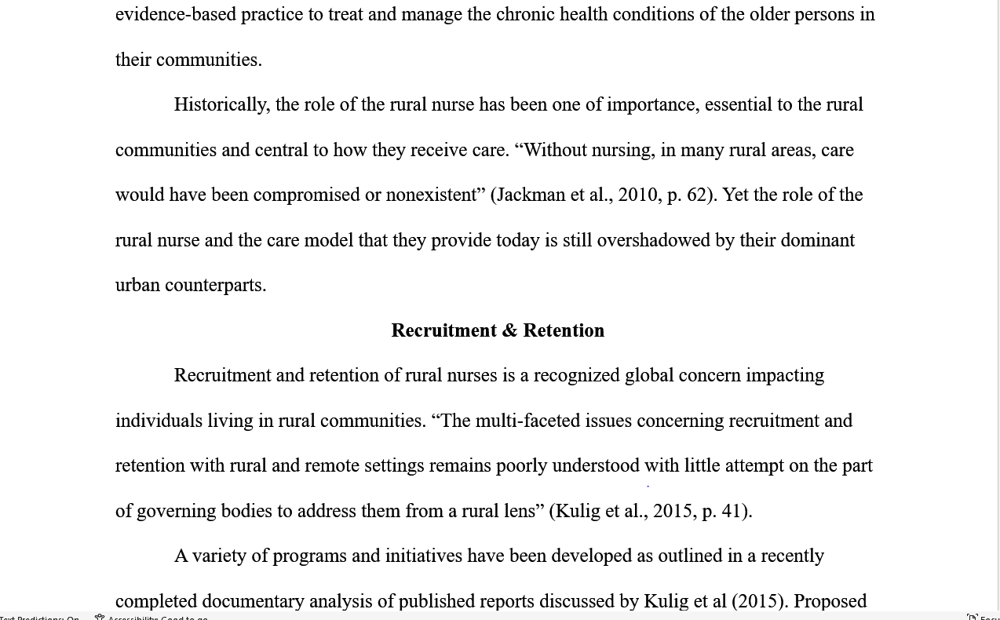 evidence-based practice to treat and manage the chronic health conditions of the older persons in
their communities.
Historically, the role of the rural nurse has been one of importance, essential to the rural
communities and central to how they receive care. “Without nursing, in many rural areas, care
would have been compromised or nonexistent” (Jackman et al., 2010, p. 62). Yet the role of the
rural nurse and the care model that they provide today is still overshadowed by their dominant
urban counterparts.
Recruitment & Retention
Recruitment and retention of rural nurses is a recognized global concern impacting
individuals living in rural communities. “The multi-faceted issues concerning recruitment and
retention with rural and remote settings remains poorly understood with little attempt on the part
of governing bodies to address them from a rural lens” (Kulig et al., 2015, p. 41).
A variety of programs and initiatives have been developed as outlined in a recently
completed documentary analysis of published reports discussed by Kulig et al (2015). Proposed
Text Predictions: On Accessibility: Good to go